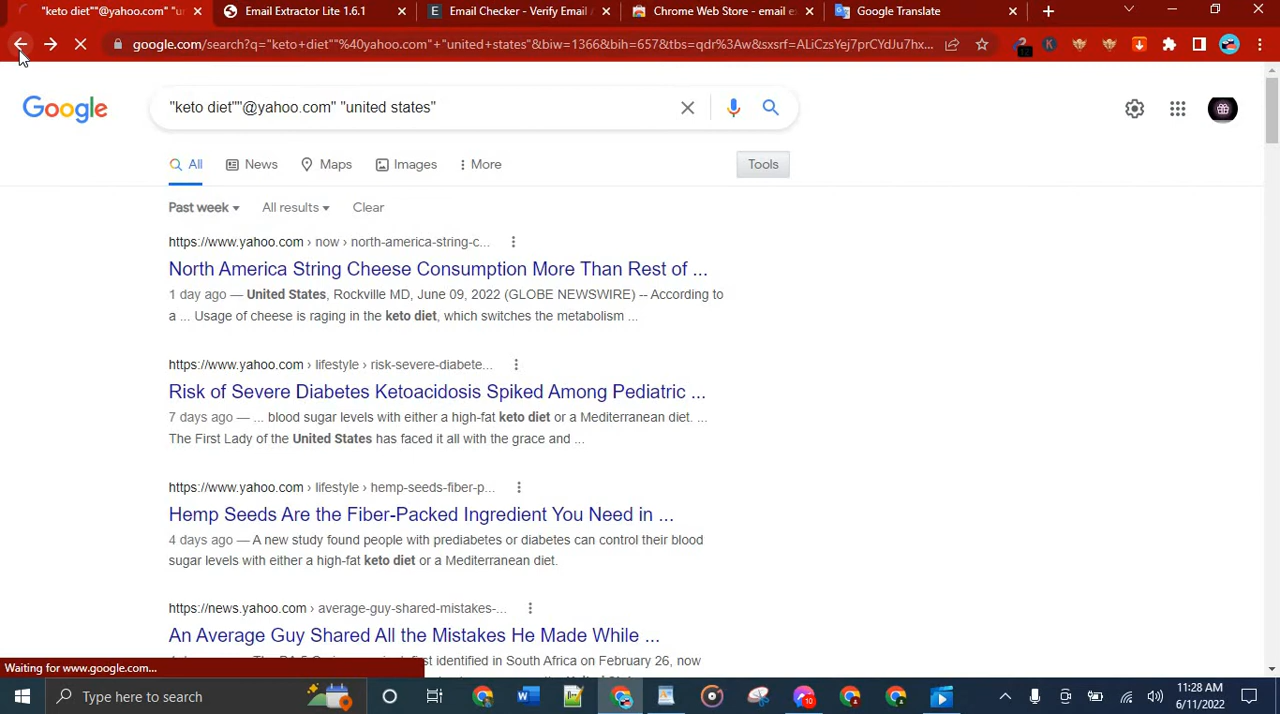 "keto diet""@yahoo.com" "u
Email Extractor Lite 1.6.1
Email Checker - Verify Email
Chrome Web Store - email e
Google Translate
google.com/search?q="keto+diet""%40yahoo.com"+"united+states"&biw=1366&bih=657&tbs=qdr%3Aw&sxsrf=ALiCzsYej7prCYdJu7hx...
12
K
Google
"keto diet""@yahoo.com" "united states"
All
News
Maps
Images
More
Tools
Past week
All results
Clear
https://www.yahoo.com › now › north-america-string-c...
North America String Cheese Consumption More Than Rest of ...
1 day ago — United States, Rockville MD, June 09, 2022 (GLOBE NEWSWIRE) -- According to
a ... Usage of cheese is raging in the keto diet, which switches the metabolism ...
https://www.yahoo.com › lifestyle › risk-severe-diabete...
Risk of Severe Diabetes Ketoacidosis Spiked Among Pediatric ...
7 days ago — ... blood sugar levels with either a high-fat keto diet or a Mediterranean diet. ...
The First Lady of the United States has faced it all with the grace and ...
https://www.yahoo.com › lifestyle › hemp-seeds-fiber-p...
Hemp Seeds Are the Fiber-Packed Ingredient You Need in ...
4 days ago — A new study found people with prediabetes or diabetes can control their blood
sugar levels with either a high-fat keto diet or a Mediterranean diet.
https://news.yahoo.com › average-guy-shared-mistakes-...
An Average Guy Shared All the Mistakes He Made While ...
first identified in South Africa on February 26, now
Waiting for www.google.com...
Type here to search
10
11:28 AM
6/11/2022